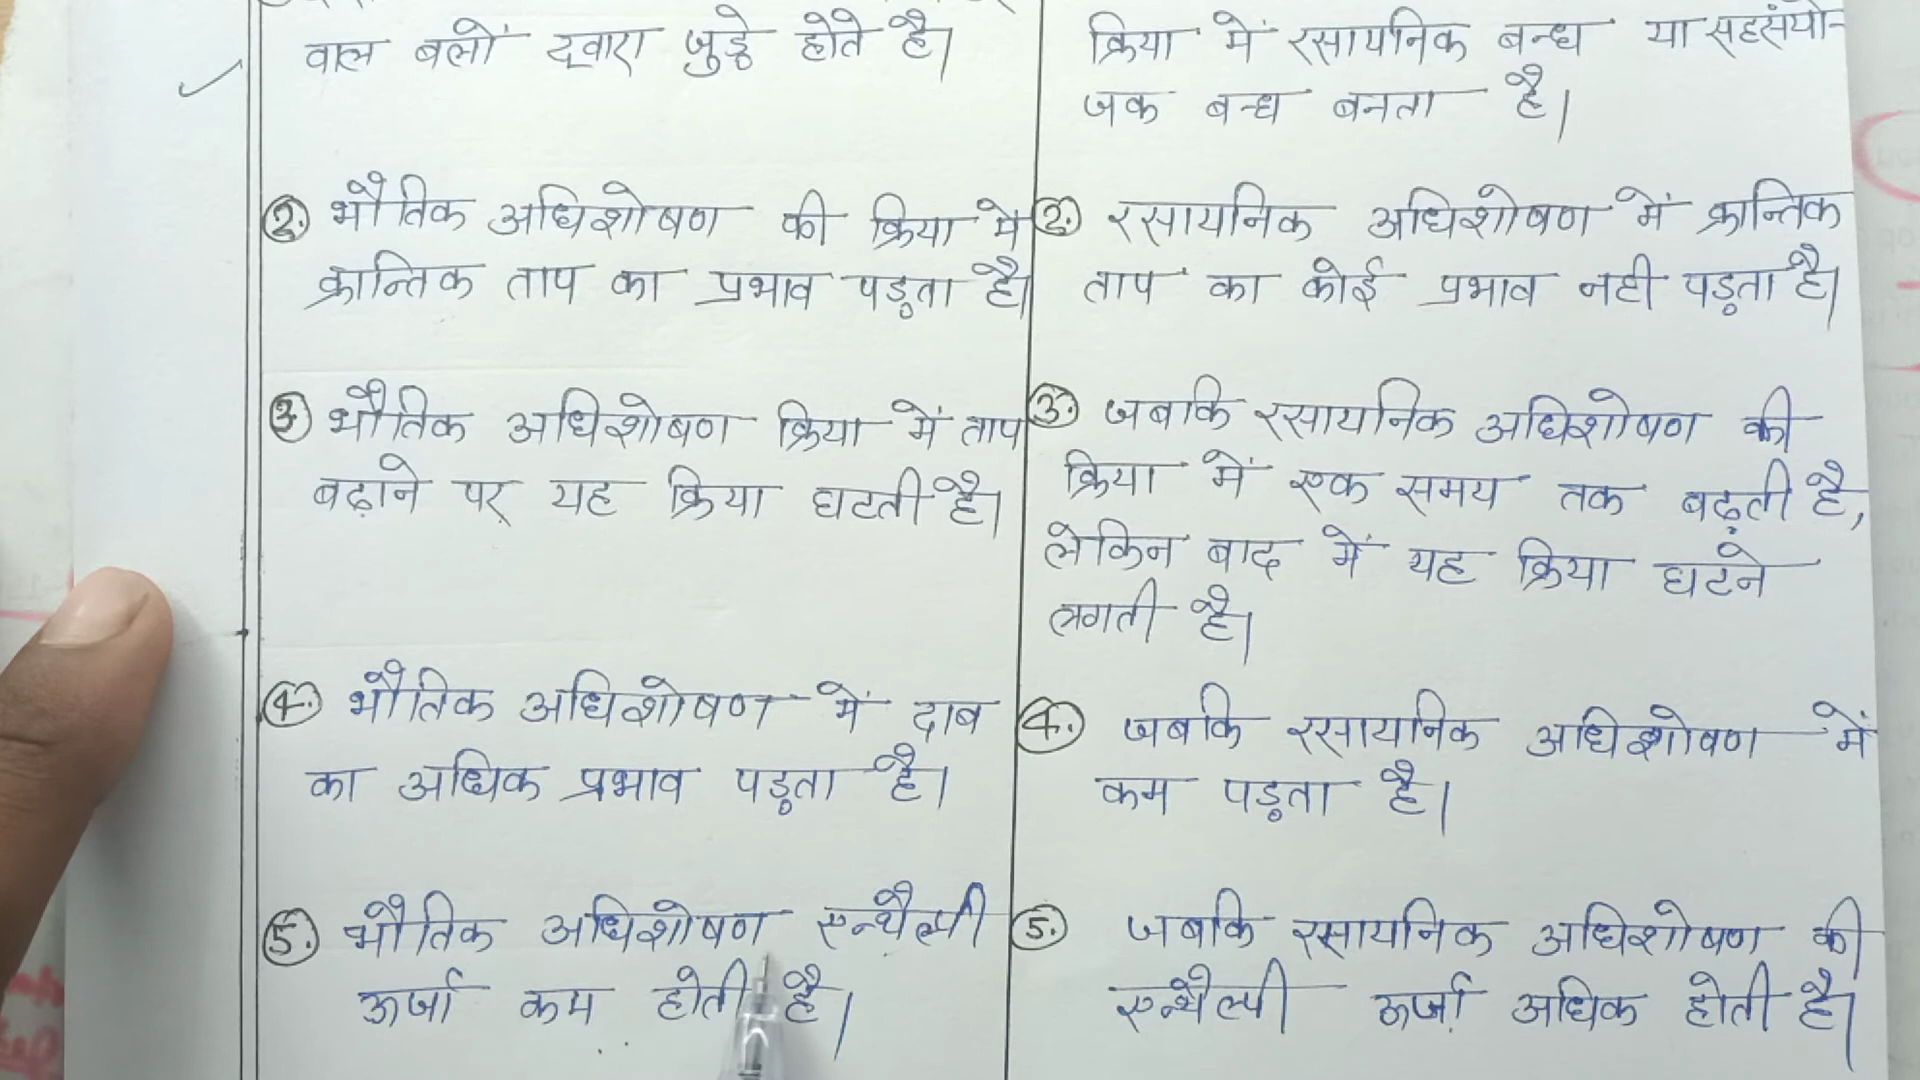 वाल बलों द्वारा जुड़े होते है।
② भौतिक अधिशोषण की क्रिया मे
क्रान्तिक ताप का प्रभाव पड़ता है।
③ भौतिक अधिशोषण क्रिया में ताप
बढ़ाने पर यह क्रिया घटती है।
④ भौतिक अधिशोषण में दाब
का अधिक प्रभाव पड़ता है।
⑤ भौतिक अधिशोषण एन्थैल्पी
ऊर्जा कम होती है।
क्रिया में रसायनिक बन्ध या सहसंयो-
जक बन्ध बनता है।
② रसायनिक अधिशोषण में क्रान्तिक
ताप का कोई प्रभाव नही पड़ता है।
③ जबकि रसायनिक अधिशोषण की
क्रिया में एक समय तक बढ़ती है,
लेकिन बाद में यह क्रिया घटने
लगती है।
④ जबकि रसायनिक अधिशोषण में
कम पड़ता है।
⑤ जबकि रसायनिक अधिशोषण की
एन्थैल्पी ऊर्जा अधिक होती है।